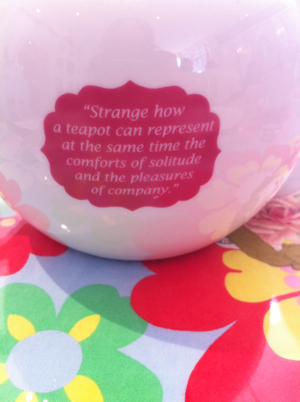 “Strange how
a teapot can represent
at the same time the
comforts of solitude
and the pleasures
of company.”